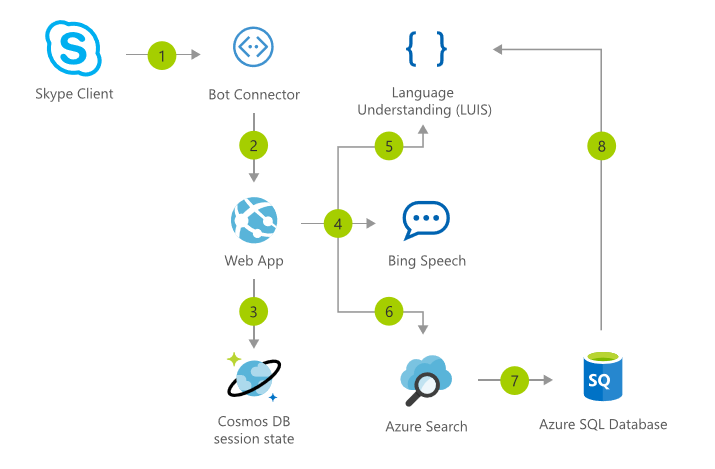 S
1
Skype Client
Bot Connector
{ }
Language
Understanding (LUIS)
2
5
8
4
Web App
Bing Speech
3
6
7
SQ
Cosmos DB
session state
Azure Search
Azure SQL Database